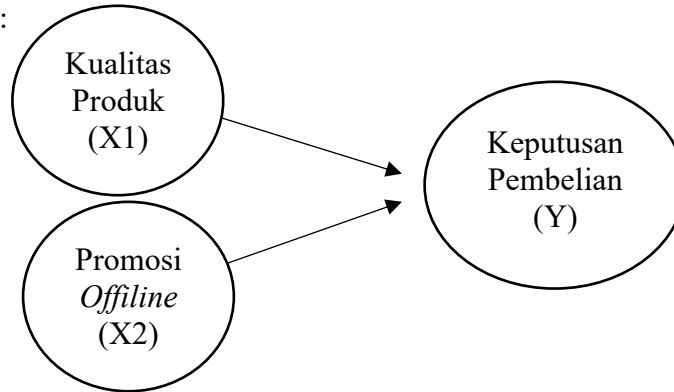 :
Kualitas
Produk
(X1)
Keputusan
Pembelian
(Y)
Promosi
Offiline
(X2)